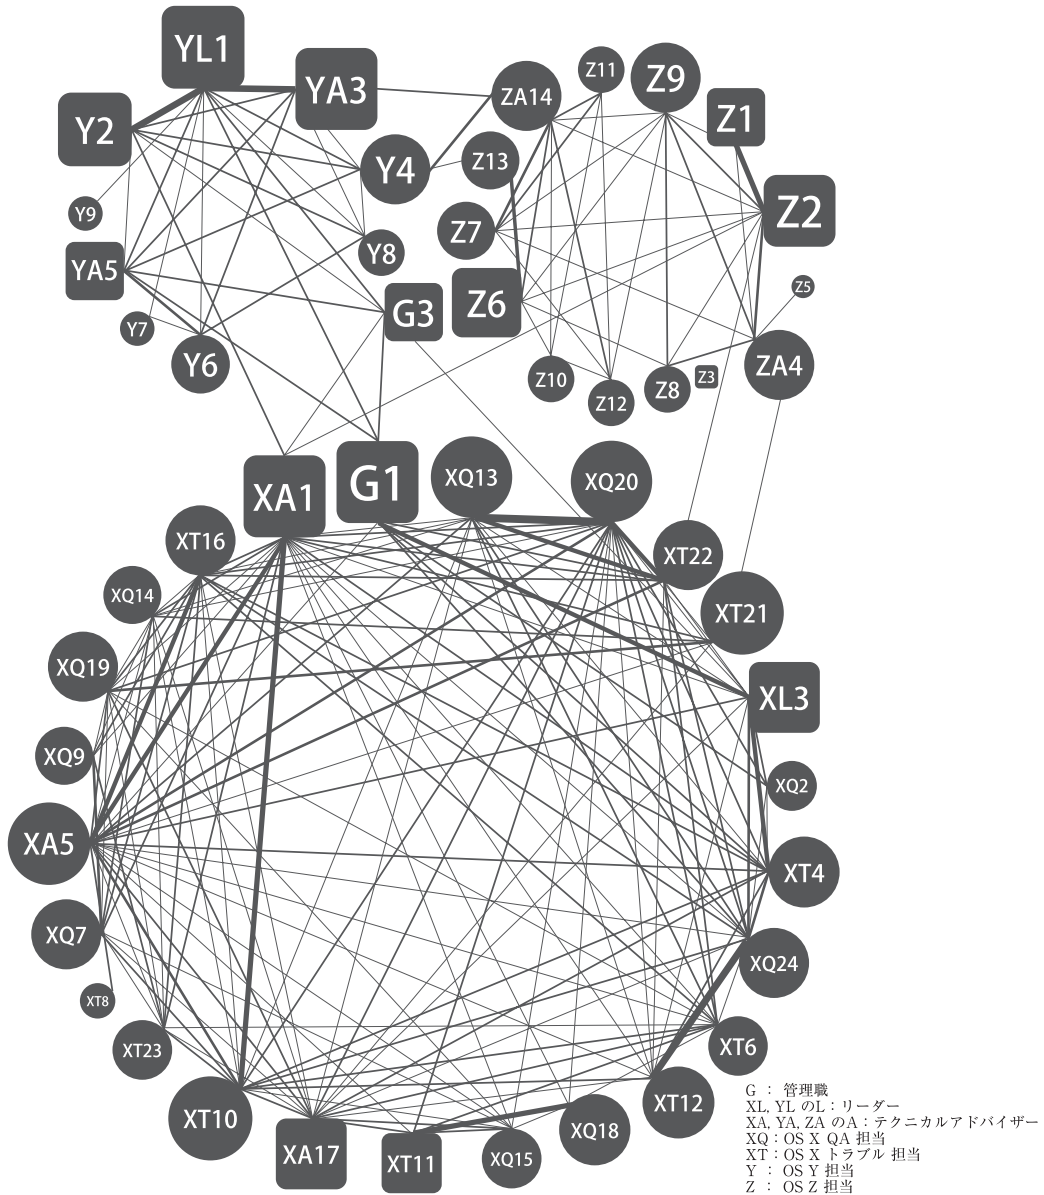 YL1
YA3
Y2
Y4
Y9
YA5
Y8
Y7
Y6
G3
ZA14
Z11
Z9
Z1
Z13
Z7
Z2
Z6
Z5
Z10
Z12
Z8
Z3
ZA4
XA1
G1
XQ13
XQ20
XT16
XT22
XQ14
XT21
XQ19
XL3
XQ9
XQ2
XA5
XT4
XQ7
XQ24
XT8
XT23
XT6
XT10
XT12
XA17
XT11
XQ15
XQ18
G : 管理職
XL, YL のL:リーダー
XA, YA, ZA のA:テクニカルアドバイザー
XQ:OS X QA 担当
XT:OS X トラブル 担当
Y : OS Y 担当
Z : OS Z 担当